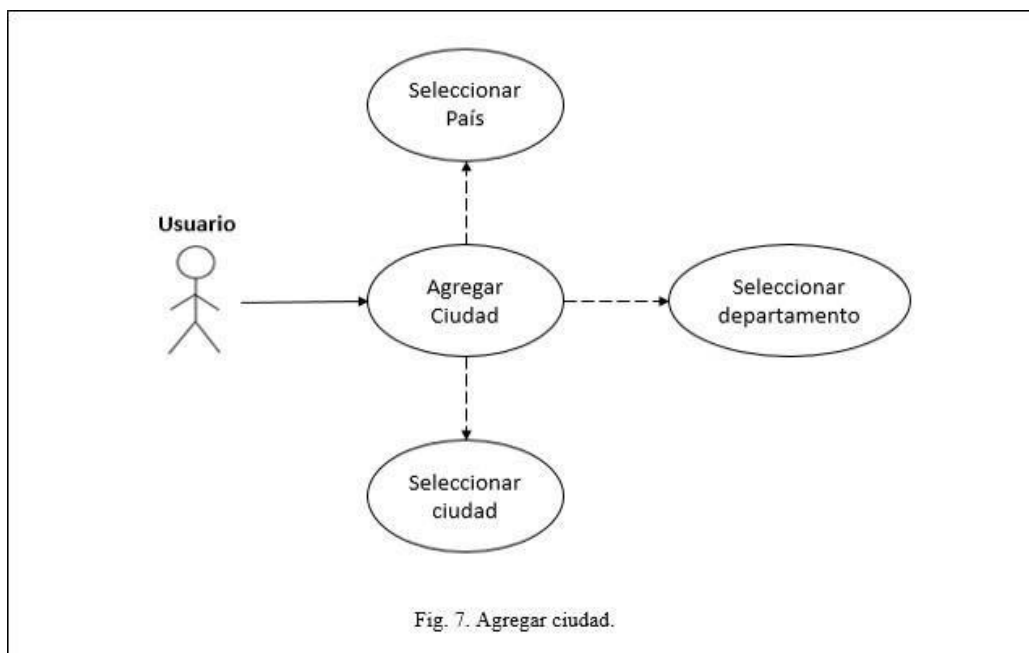 Seleccionar
País
Usuario
Agregar
Ciudad
Seleccionar
departamento
Seleccionar
ciudad
Fig. 7. Agregar ciudad.